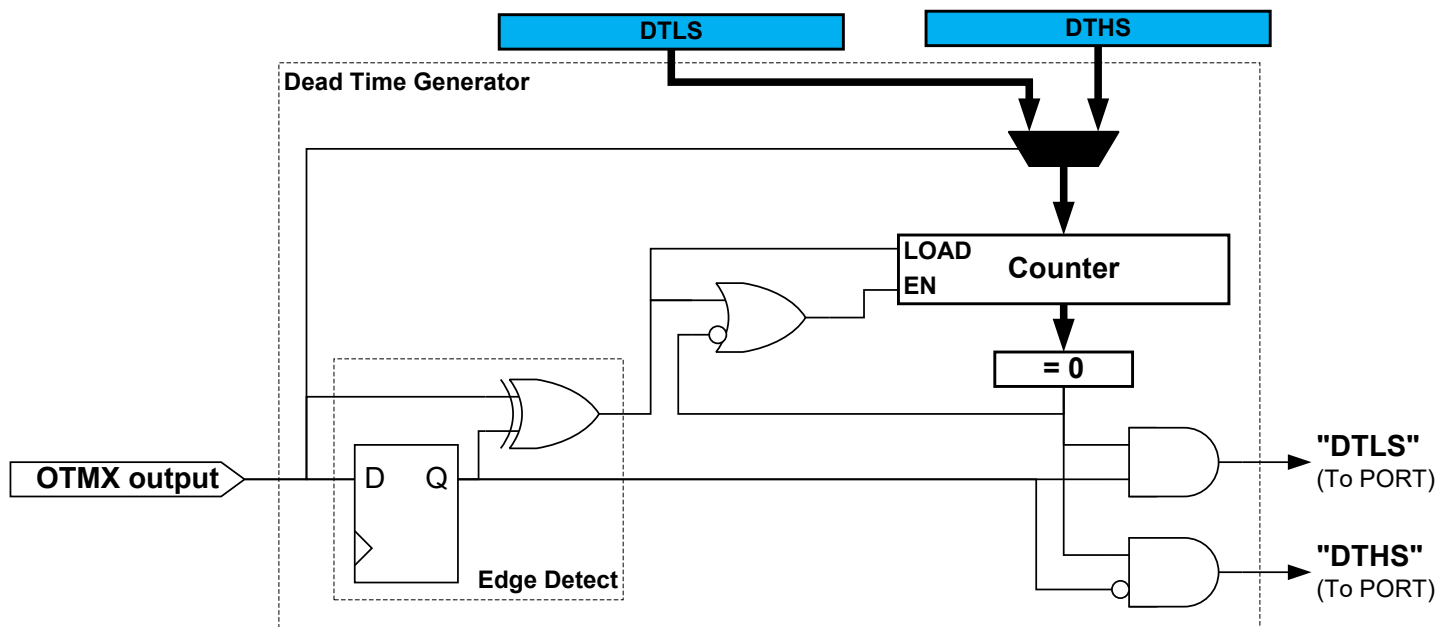 DTLS
DTHS
Dead Time Generator
LOAD
Counter
EN
= 0
OTMX output
D Q
Edge Detect
"DTLS"
(To PORT)
"DTHS"
(To PORT)